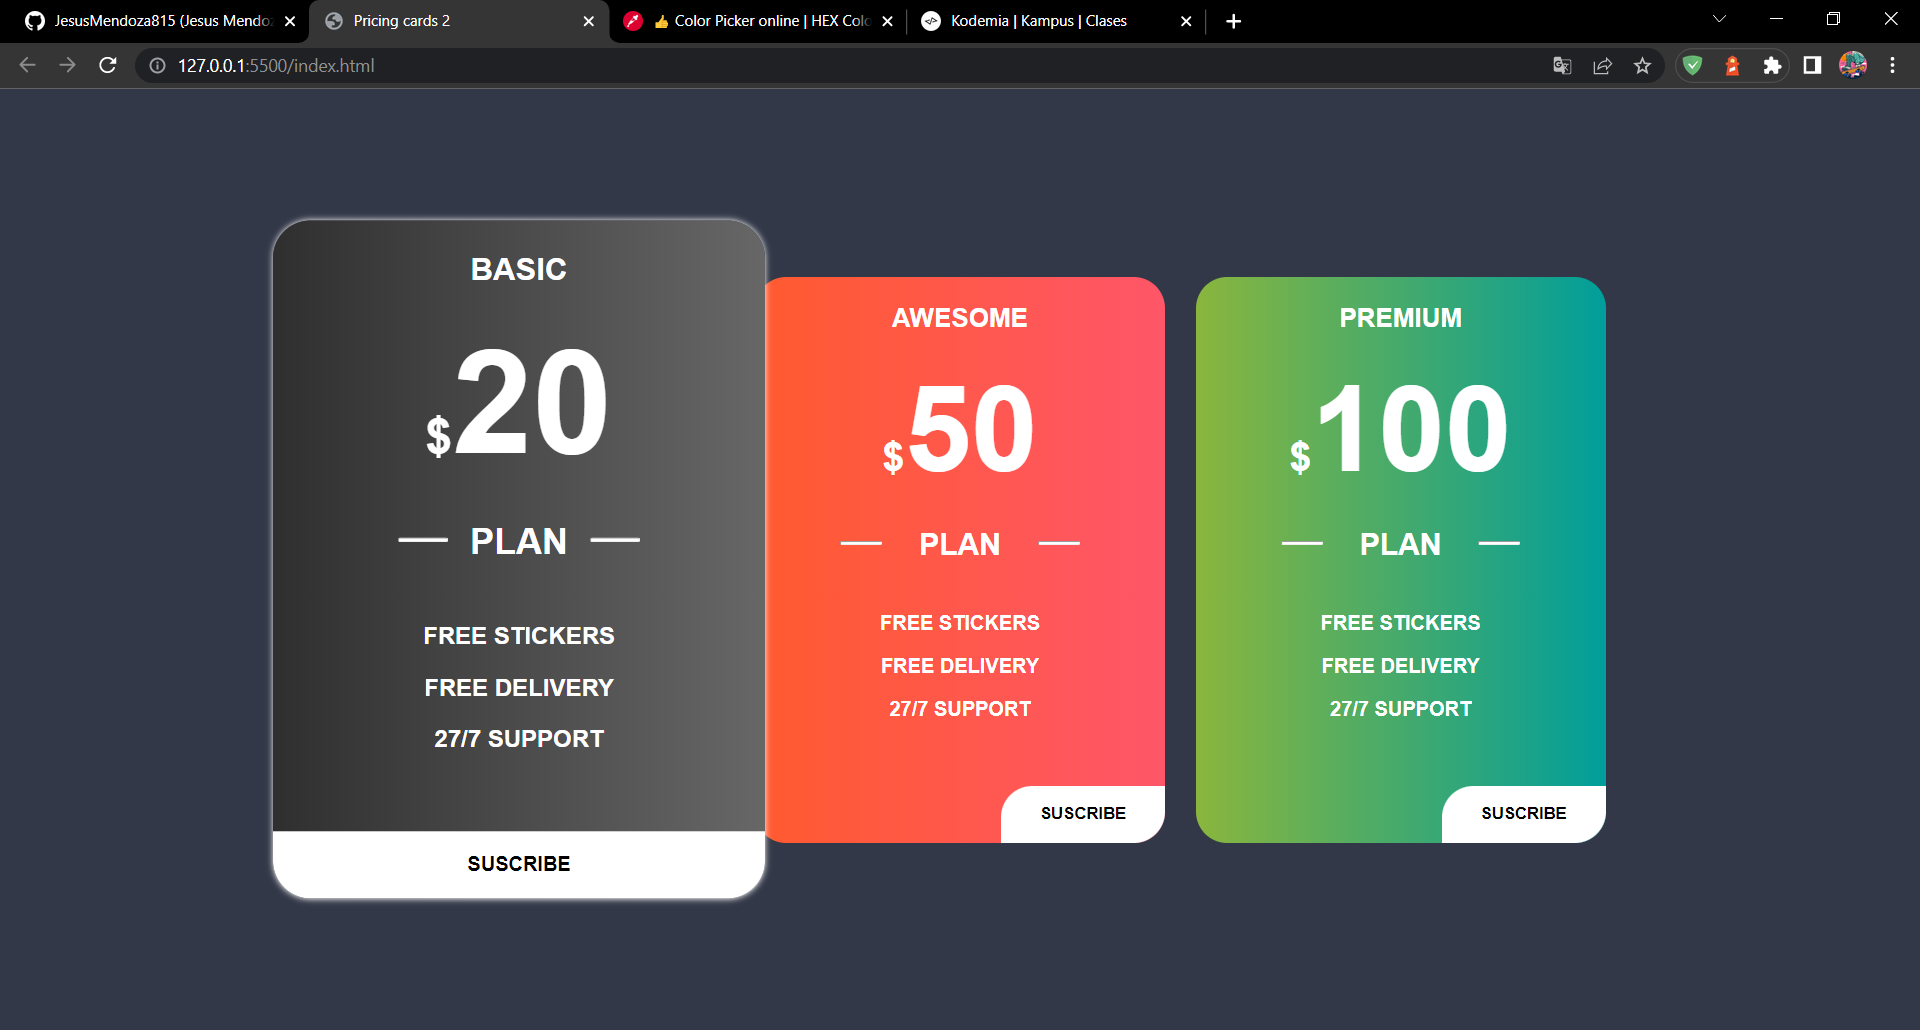 JesusMendoza815 (Jesus Mendoz
Pricing cards 2
👍 Color Picker online | HEX Colo
Kodemia | Kampus | Clases
127.0.0.1:5500/index.html
BASIC
$20
PLAN
FREE STICKERS
FREE DELIVERY
27/7 SUPPORT
SUSCRIBE
AWESOME
$50
PLAN
FREE STICKERS
FREE DELIVERY
27/7 SUPPORT
SUSCRIBE
PREMIUM
$100
PLAN
FREE STICKERS
FREE DELIVERY
27/7 SUPPORT
SUSCRIBE